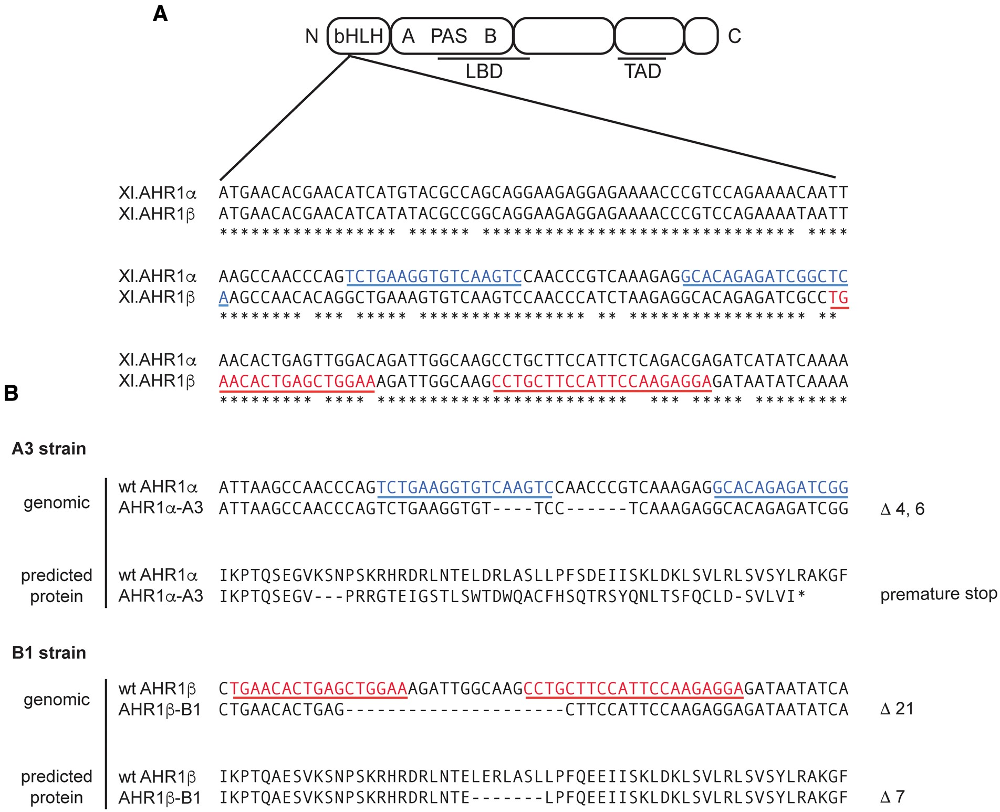 A
N bHLH A PAS B C
LBD TAD
Xl.AHR1α ATGAACACGAACATCATGTACGCCAGCAGGAAGAGGAGAAAACCCGTCCAGAAAACAATT
Xl.AHR1β ATGAACACGAACATCATATACGCCGGCAGGAAGAGGAGAAAACCCGTCCAGAAAATAATT
***************** ****** ****************************** ****
Xl.AHR1α AAGCCAACCCAGTCTGAAGGTGTCAAGTCCAACCCGTCAAAGAGGCACAGAGATCGGCTC
Xl.AHR1β AAGCCAACACAGGCTGAAAGTGTCAAGTCCAACCCATCTAAGAGGCACAGAGATCGCCTG
******** *** ***** **************** ** ***************** **
Xl.AHR1α AACACTGAGTTGGACAGATTGGCAAGCCTGCTTCCATTCTCAGACGAGATCATATCAAAA
Xl.AHR1β AACACTGAGCTGGAAAGATTGGCAAGCCTGCTTCCATTCCAAGAGGAGATAATATCAAAA
********* **** ************************ *** ***** *********
B
A3 strain
genomic
wt AHR1α ATTAAGCCAACCCAGTCTGAAGGTGTCAAGTCCAACCCGTCAAAGAGGCACAGAGATCGG
AHR1α-A3 ATTAAGCCAACCCAGTCTGAAGGTGT----TCC------TCAAAGAGGCACAGAGATCGG Δ 4, 6
predicted protein
wt AHR1α IKPTQSEGVKSNPSKRHRDRLNTELDRLASLLPFSDEIISKLDKLSVLRLSVSYLRAKGF
AHR1α-A3 IKPTQSEGV---PRRGTEIGSTLSWTDWQACFHSQTRSYQNLTSFQCLD-SVLVI* premature stop
B1 strain
genomic
wt AHR1β CTGAACACTGAGCTGGAAAGATTGGCAAGCCTGCTTCCATTCCAAGAGGAGATAATATCA
AHR1β-B1 CTGAACACTGAG---------------------CTTCCATTCCAAGAGGAGATAATATCA Δ 21
predicted protein
wt AHR1β IKPTQAESVKSNPSKRHRDRLNTELERLASLLPFQEEIISKLDKLSVLRLSVSYLRAKGF
AHR1β-B1 IKPTQAESVKSNPSKRHRDRLNTE-------LPFQEEIISKLDKLSVLRLSVSYLRAKGF Δ 7